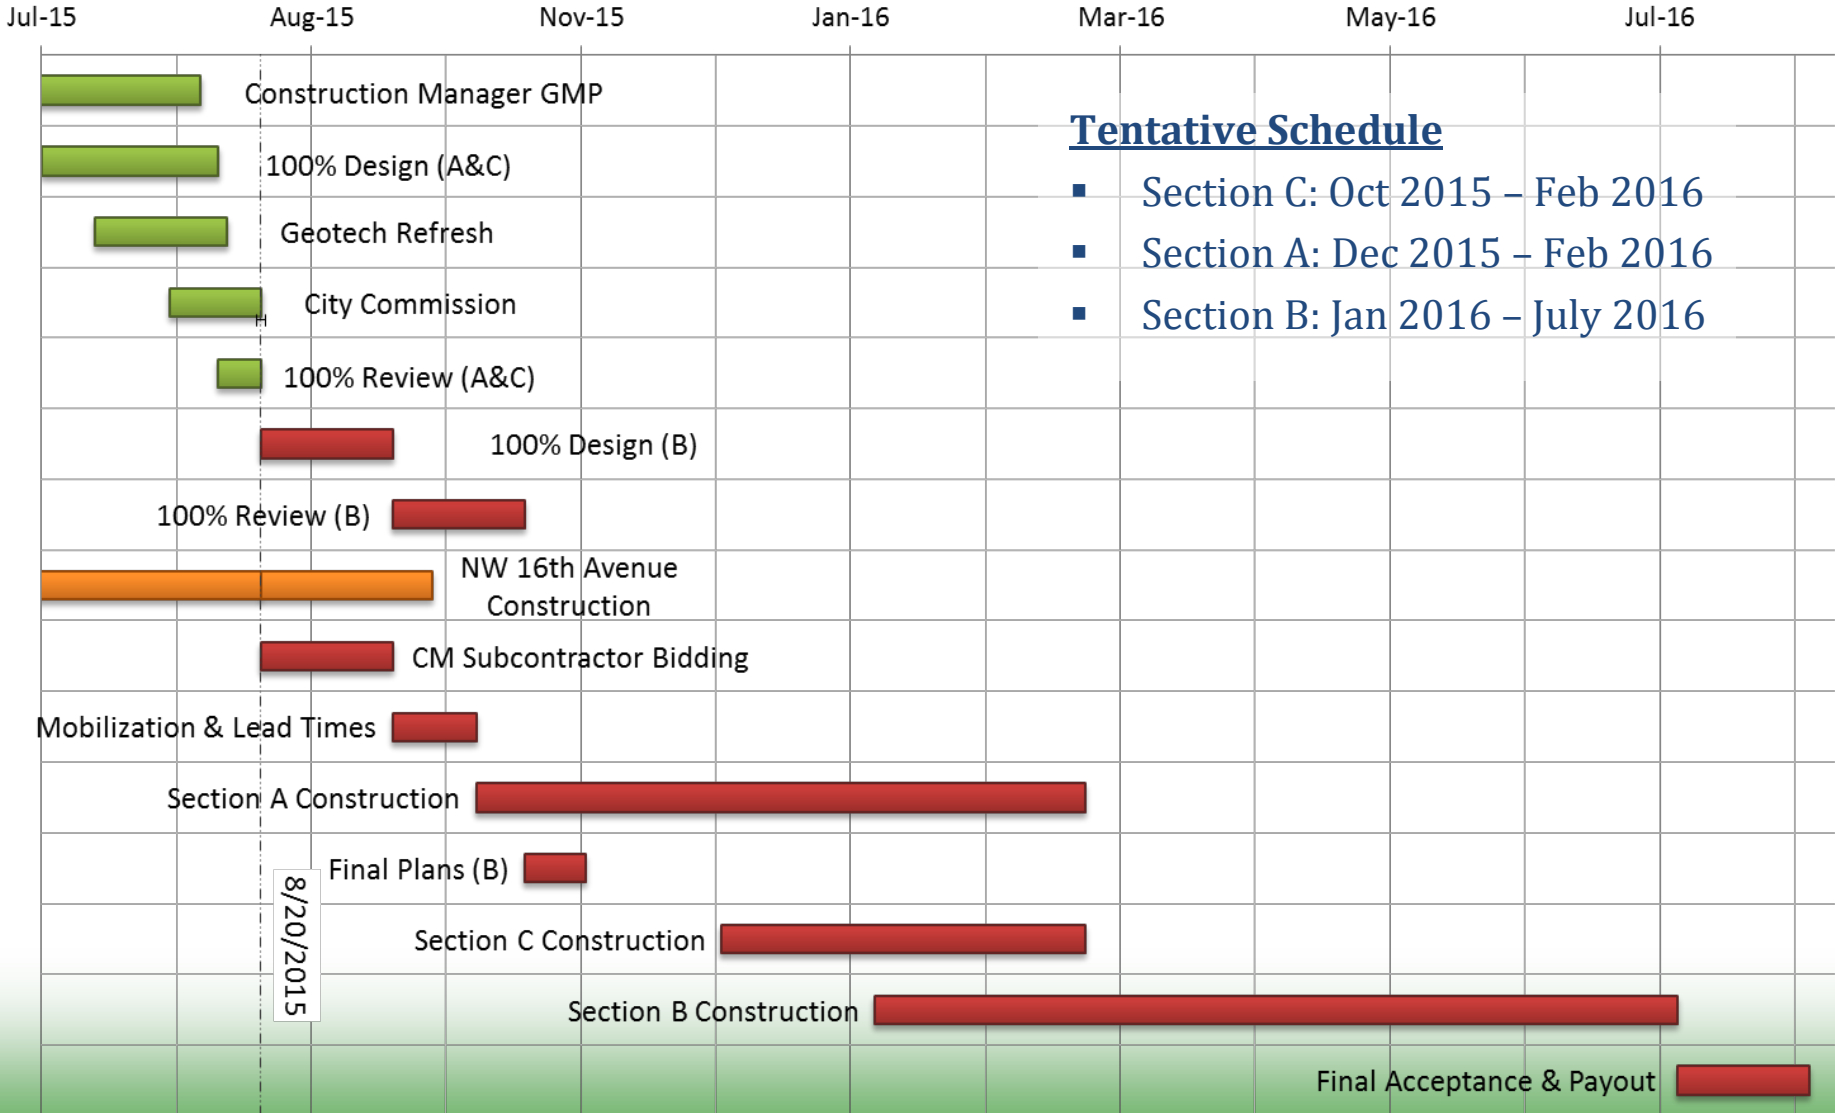 Jul-15 Aug-15 Nov-15 Jan-16 Mar-16 May-16 Jul-16
Construction Manager GMP
Tentative Schedule
100% Design (A&C)
▪ Section C: Oct 2015 – Feb 2016
Geotech Refresh
▪ Section A: Dec 2015 – Feb 2016
City Commission
▪ Section B: Jan 2016 – July 2016
100% Review (A&C)
100% Design (B)
100% Review (B)
NW 16th Avenue
Construction
CM Subcontractor Bidding
Mobilization & Lead Times
Section A Construction
Final Plans (B)
8/20/2015
Section C Construction
Section B Construction
Final Acceptance & Payout